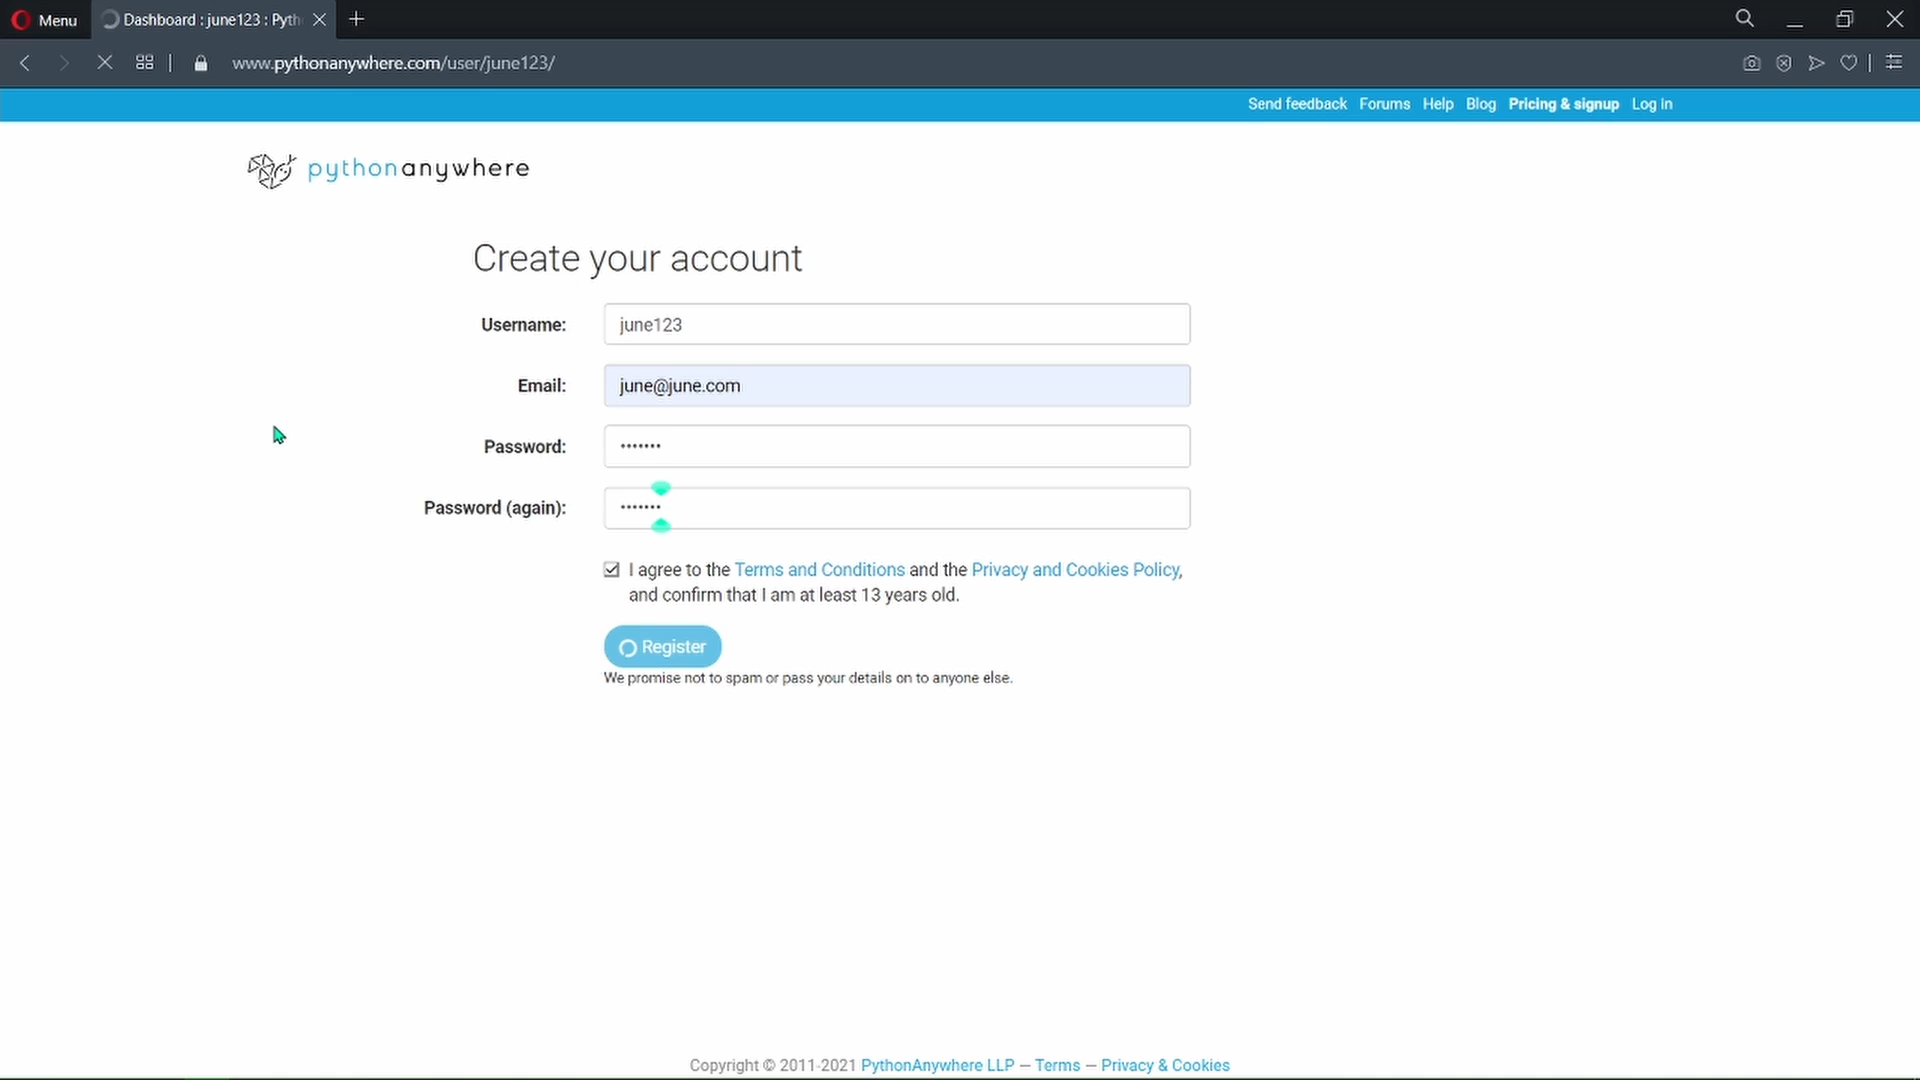 Menu
Dashboard : june123 : Pyth
www.pythonanywhere.com/user/june123/
Send feedback Forums Help Blog Pricing & signup Log in
pythonanywhere
Create your account
Username: june123
Email: june@june.com
Password: •••••••
Password (again): •••••••
I agree to the Terms and Conditions and the Privacy and Cookies Policy,
and confirm that I am at least 13 years old.
Register
We promise not to spam or pass your details on to anyone else.
Copyright © 2011-2021 PythonAnywhere LLP — Terms — Privacy & Cookies